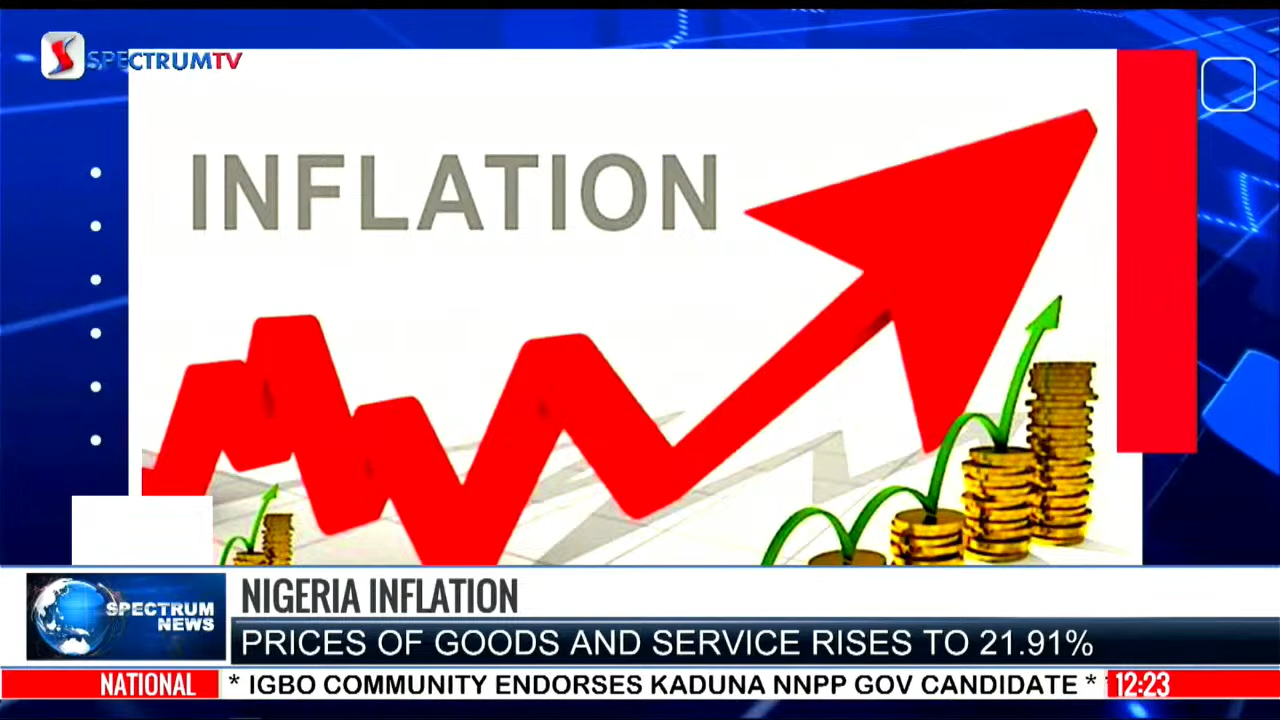 SPECTRUMTV
INFLATION
SPECTRUM
NEWS
NIGERIA INFLATION
PRICES OF GOODS AND SERVICE RISES TO 21.91%
NATIONAL
* IGBO COMMUNITY ENDORSES KADUNA NNPP GOV CANDIDATE *
12:23